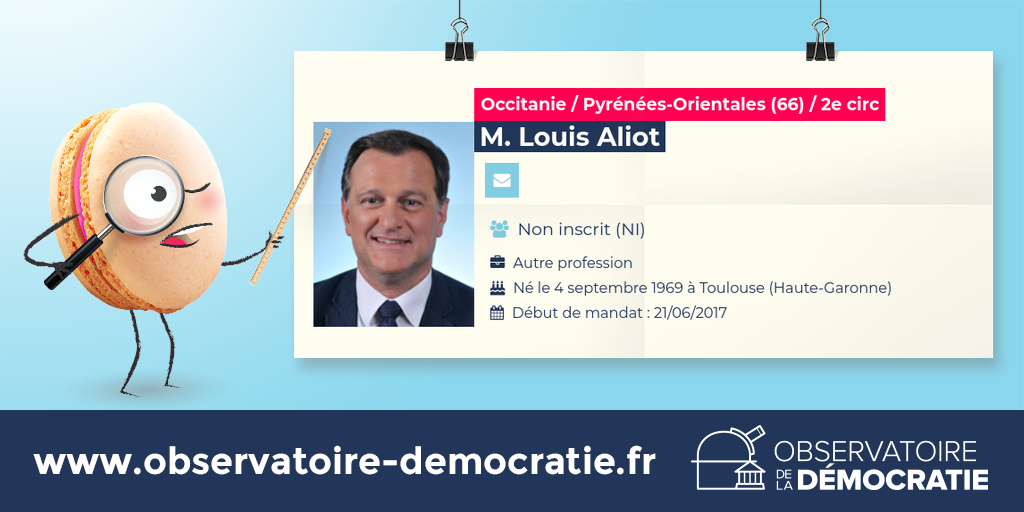 Occitanie / Pyrénées-Orientales (66) / 2e circ
M. Louis Aliot
Non inscrit (NI)
Autre profession
Né le 4 septembre 1969 à Toulouse (Haute-Garonne)
Début de mandat : 21/06/2017
www.observatoire-democratie.fr
OBSERVATOIRE
DE LA DÉMOCRATIE